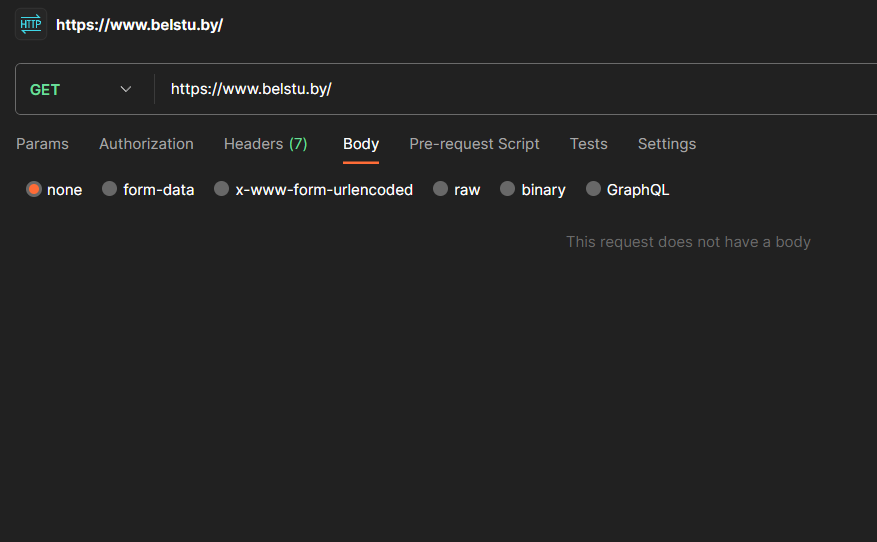 HTTP https://www.belstu.by/
GET https://www.belstu.by/
Params Authorization Headers (7) Body Pre-request Script Tests Settings
none form-data x-www-form-urlencoded raw binary GraphQL
This request does not have a body